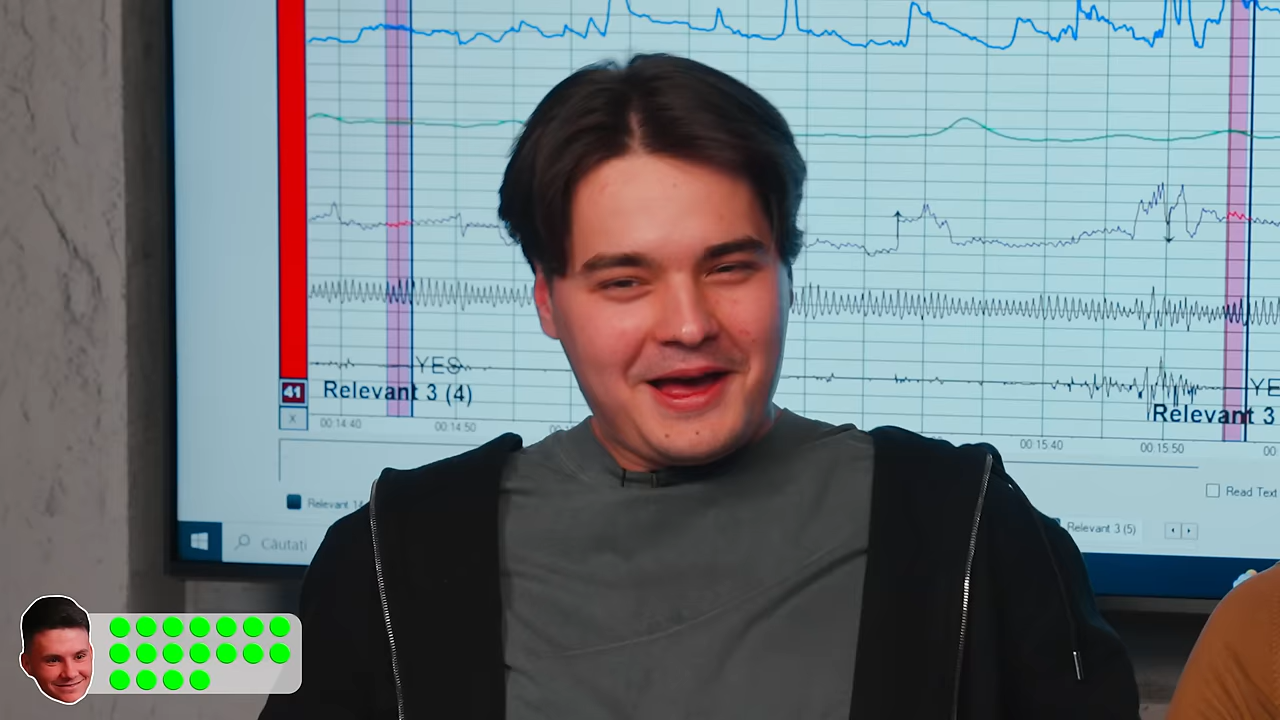 YES
YE
41
Relevant 3 (4)
Relevant 3
X
00:14:40
00:14:50
00:15:40
00:15:50
00
Read Text
Relevant 14
Relevant 3 (5)
Căutați